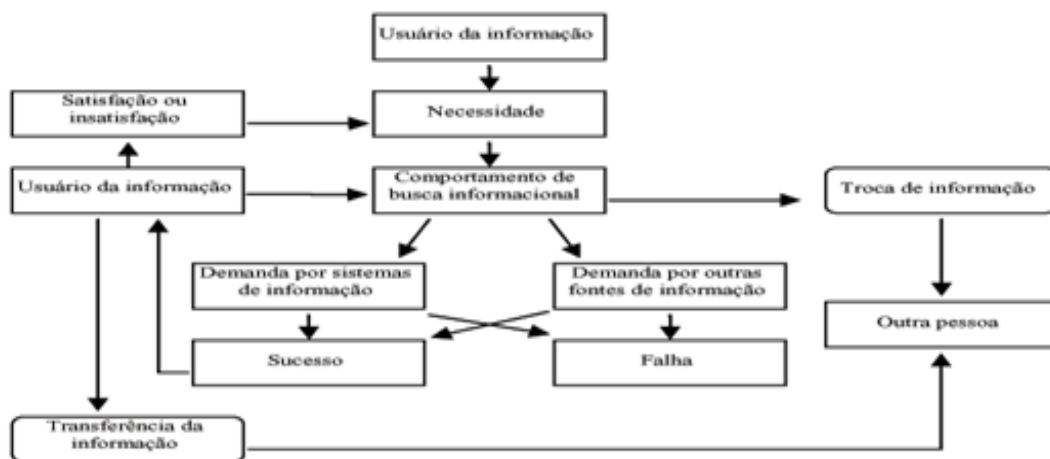 Usuário da informação
Satisfação ou
insatisfação
Necessidade
Usuário da informação
Comportamento de
busca informacional
Troca de informação
Demanda por sistemas
de informação
Demanda por outras
fontes de informação
Outra pessoa
Sucesso
Falha
Transferência da
informação